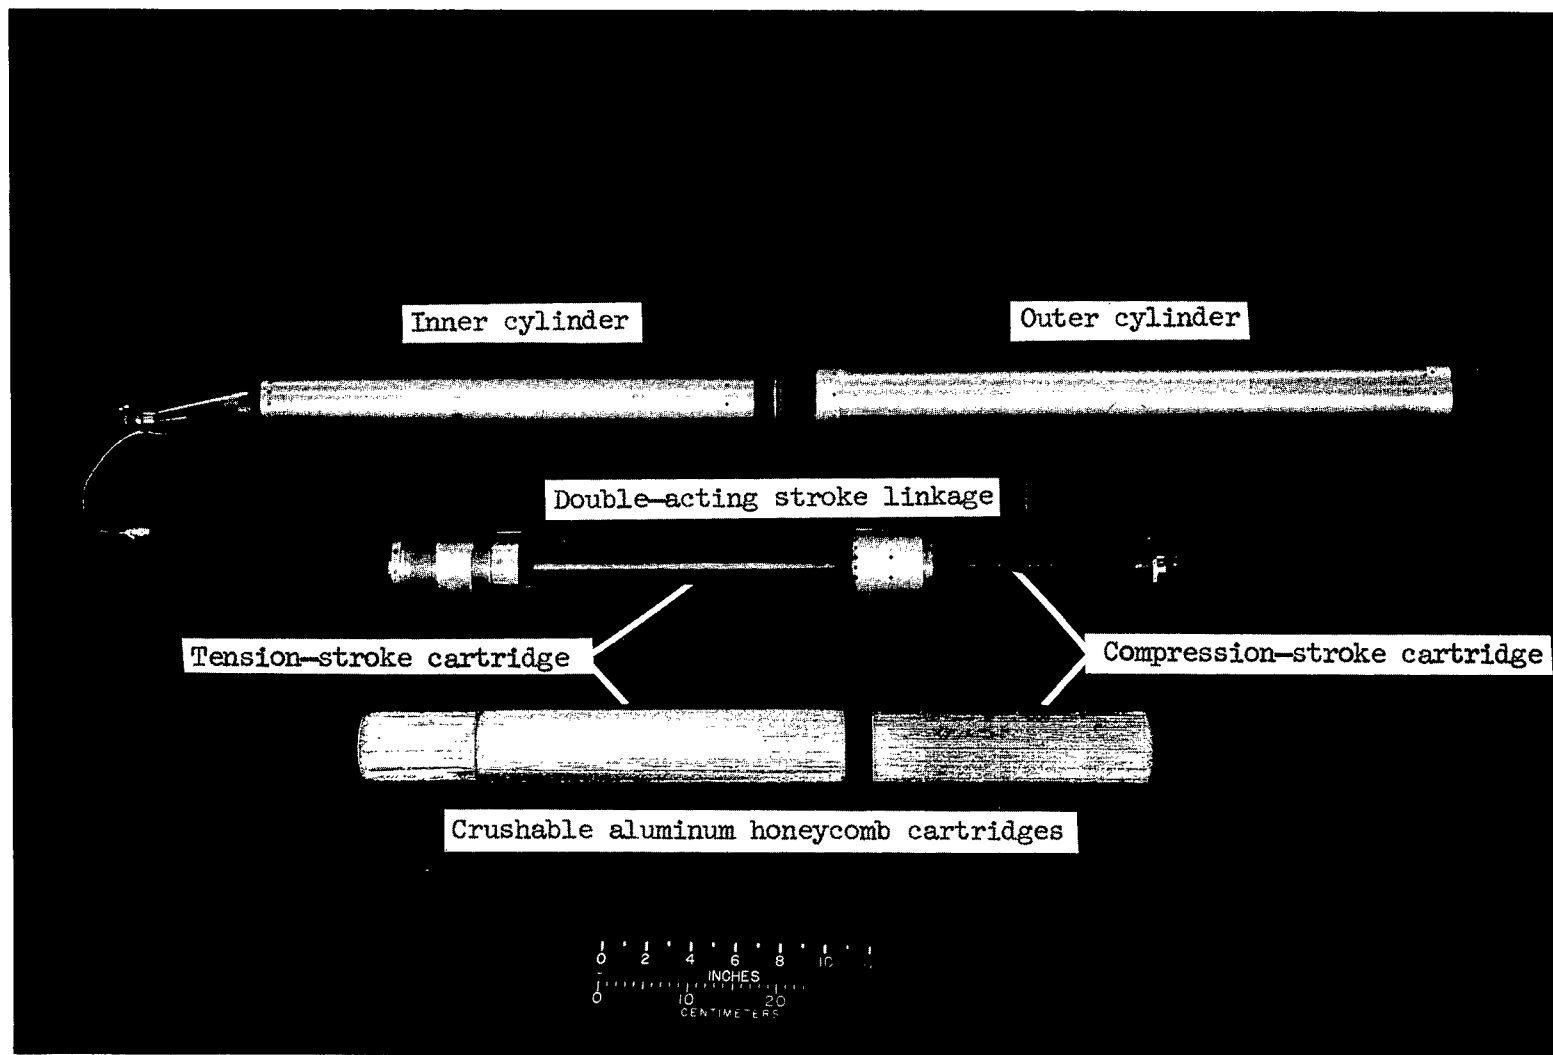 Inner cylinder
Outer cylinder
Double-acting stroke linkage
Tension-stroke cartridge
Compression-stroke cartridge
Crushable aluminum honeycomb cartridges
0 2 4 6 8 10
INCHES
0 10 20
CENTIMETERS